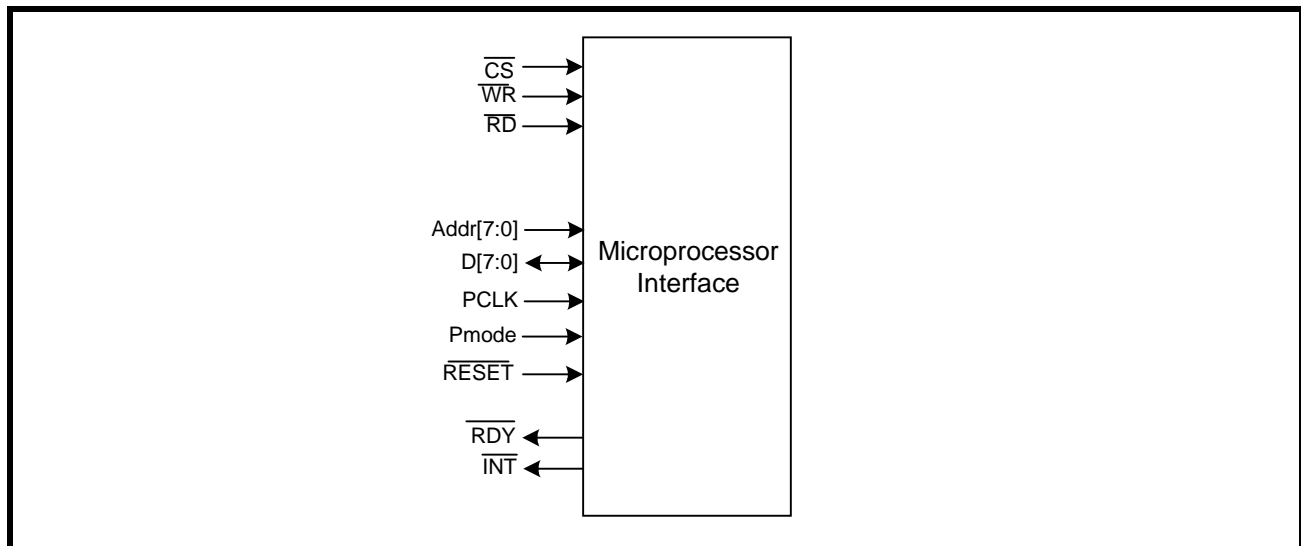 CS
WR
RD
Addr[7:0]
D[7:0]
PCLK
Pmode
RESET
RDY
INT
Microprocessor
Interface